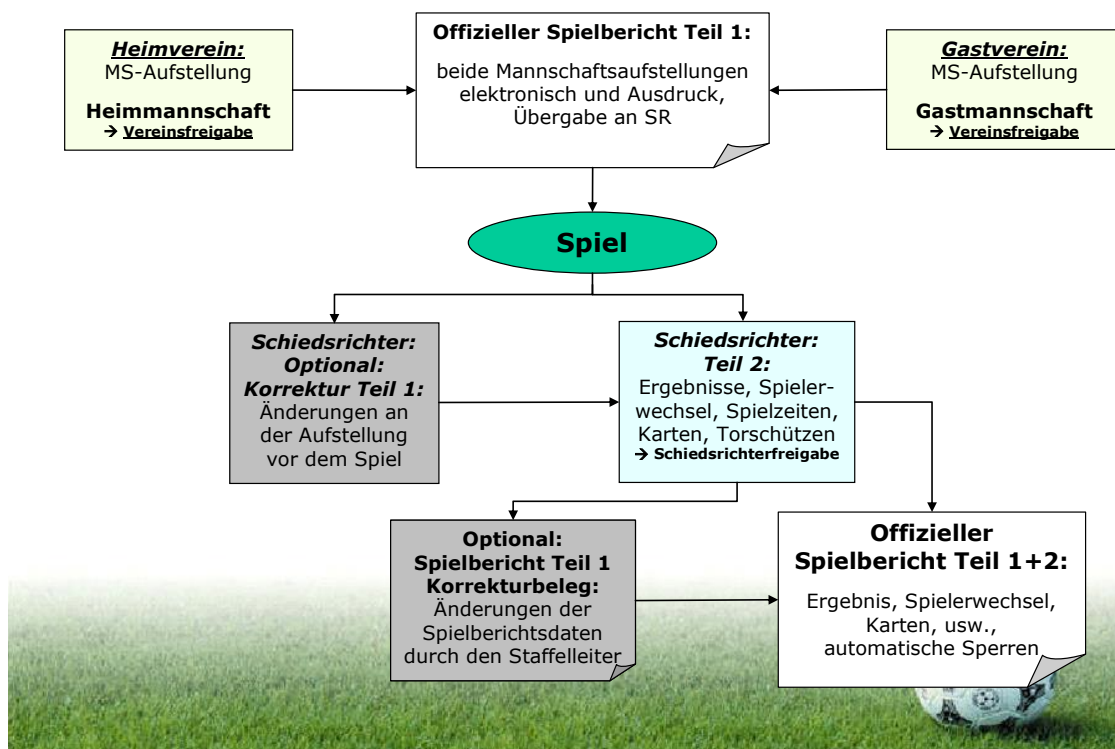 Heimverein:
MS-Aufstellung
Heimmannschaft
→ Vereinsfreigabe
Offizieller Spielbericht Teil 1:
beide Mannschaftsaufstellungen
elektronisch und Ausdruck,
Übergabe an SR
Gastverein:
MS-Aufstellung
Gastmannschaft
→ Vereinsfreigabe
Spiel
Schiedsrichter:
Optional:
Korrektur Teil 1:
Änderungen an
der Aufstellung
vor dem Spiel
Schiedsrichter:
Teil 2:
Ergebnisse, Spieler-
wechsel, Spielzeiten,
Karten, Torschützen
→ Schiedsrichterfreigabe
Optional:
Spielbericht Teil 1
Korrekturbeleg:
Änderungen der
Spielberichtsdaten
durch den Staffelleiter
Offizieller
Spielbericht Teil 1+2:
Ergebnis, Spielerwechsel,
Karten, usw.,
automatische Sperren